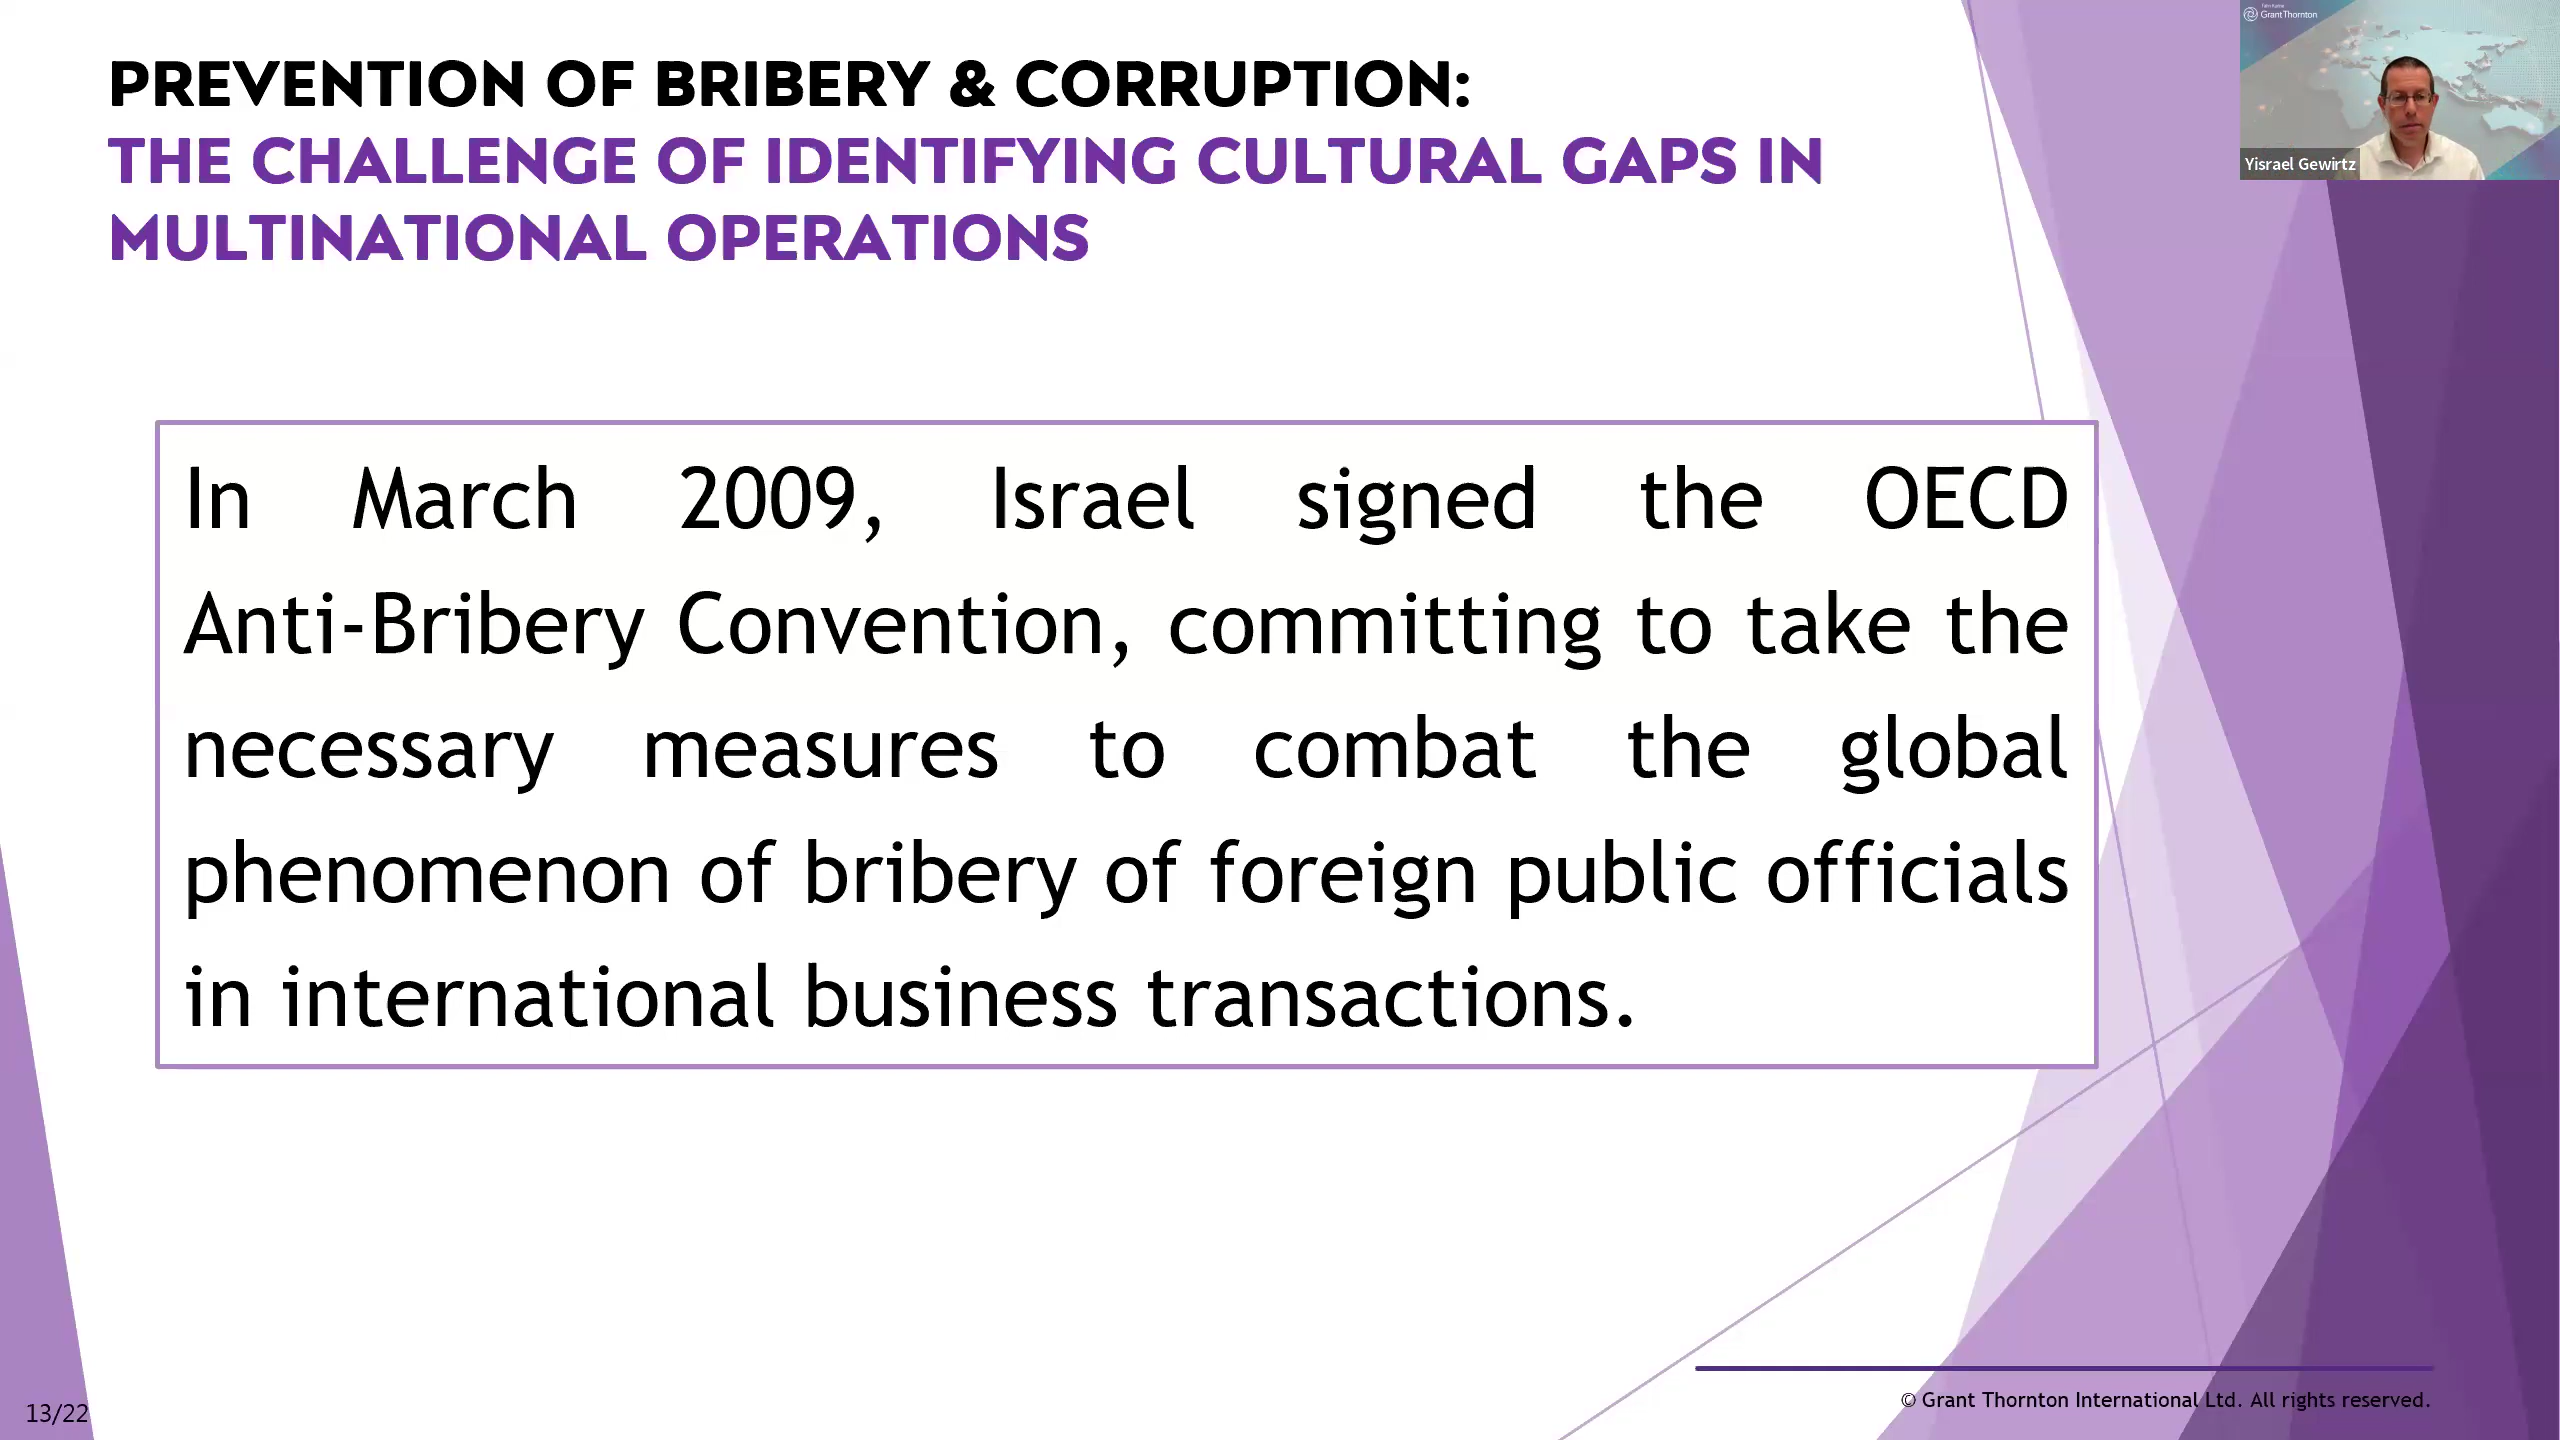 PREVENTION OF BRIBERY & CORRUPTION:
THE CHALLENGE OF IDENTIFYING CULTURAL GAPS IN
MULTINATIONAL OPERATIONS
GrantThornton
Yisrael Gewirtz
In March 2009, Israel signed the OECD
Anti-Bribery Convention, committing to take the
necessary measures to combat the global
phenomenon of bribery of foreign public officials
in international business transactions.
13/22
© Grant Thornton International Ltd. All rights reserved.